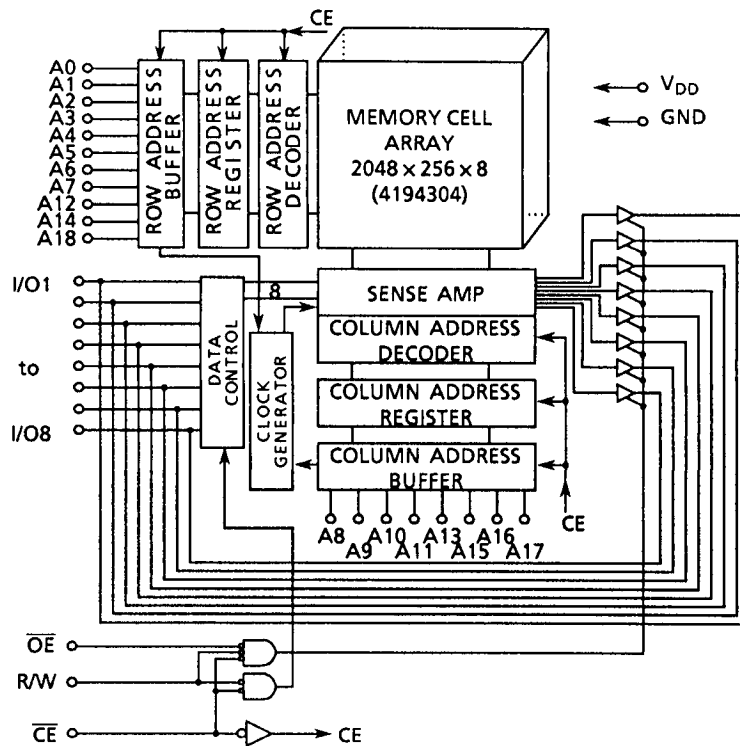 CE
A0
A1
A2
A3
A4
A5
A6
A7
A12
A14
A18
ROW ADDRESS
BUFFER
ROW ADDRESS
REGISTER
ROW ADDRESS
DECODER
MEMORY CELL
ARRAY
2048 × 256 × 8
(4194304)
VDD
GND
I/O1
to
I/O8
DATA
CONTROL
8
CLOCK
GENERATOR
SENSE AMP
COLUMN ADDRESS
DECODER
COLUMN ADDRESS
REGISTER
COLUMN ADDRESS
BUFFER
CE
A8
A9
A10
A11
A13
A15
A16
A17
O̅E̅
R/W
C̅E̅
CE